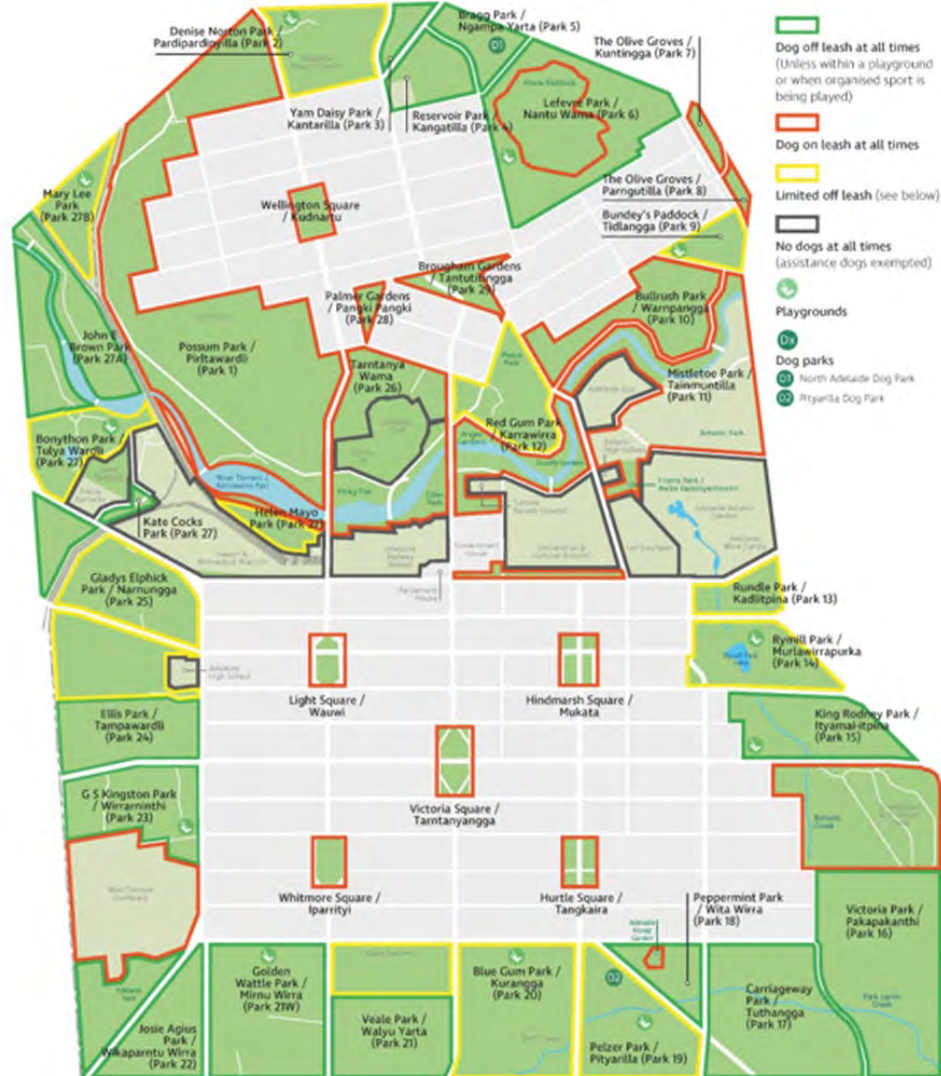 Denise Norton Park /
Pardipardinyilla (Park 2)
Bragg Park /
Ngampa Yarta (Park 5)
D1
The Olive Groves /
Kuntingga (Park 7)
Yam Daisy Park /
Kantarilla (Park 3)
Reservoir Park /
Kangatilla (Park 4)
Lefevre Park /
Nantu Wama (Park 6)
Mary Lee
Park
(Park 27B)
Wellington Square
/ Kudnartu
The Olive Groves /
Parngutilla (Park 8)
Bundey's Paddock /
Tidlangga (Park 9)
Brougham Gardens
/ Tantutitingga
(Park 29)
Palmer Gardens
/ Pangki Pangki
(Park 28)
Bullrush Park
/ Warnpangga
(Park 10)
John E
Brown Park
(Park 27A)
Possum Park /
Pirltawardli
(Park 1)
Tarntanya
Wama
(Park 26)
Mistletoe Park /
Tainmuntilla
(Park 11)
Red Gum Park
/ Karrawirra
(Park 12)
Bonython Park /
Tulya Wardli
(Park 27)
Helen Mayo
Park (Park 27)
Kate Cocks
Park (Park 27)
Gladys Elphick
Park / Narnungga
(Park 25)
Rundle Park /
Kadlitpina (Park 13)
Rymill Park /
Murlawirrapurka
(Park 14)
Light Square /
Wauwi
Hindmarsh Square /
Mukata
Ellis Park /
Tampawardli
(Park 24)
King Rodney Park /
Ityamai-itpina
(Park 15)
G S Kingston Park
/ Wirrarninthi
(Park 23)
Victoria Square /
Tarntanyangga
Whitmore Square /
Iparrityi
Hurtle Square /
Tangkaira
Peppermint Park
/ Wita Wirra
(Park 18)
Victoria Park /
Pakapakanthi
(Park 16)
Golden
Wattle Park /
Mirnu Wirra
(Park 21W)
Blue Gum Park /
Kurangga
(Park 20)
D2
Carriageway
Park /
Tuthangga
(Park 17)
Josie Agius
Park /
Wikaparntu Wirra
(Park 22)
Veale Park /
Walyu Yarta
(Park 21)
Pelzer Park /
Pityarilla (Park 19)
Dog off leash at all times
(Unless within a playground
or when organised sport is
being played)
Dog on leash at all times
Limited off leash (see below)
No dogs at all times
(assistance dogs exempted)
Playgrounds
Dx
Dog parks
D1 North Adelaide Dog Park
D2 Pityarilla Dog Park